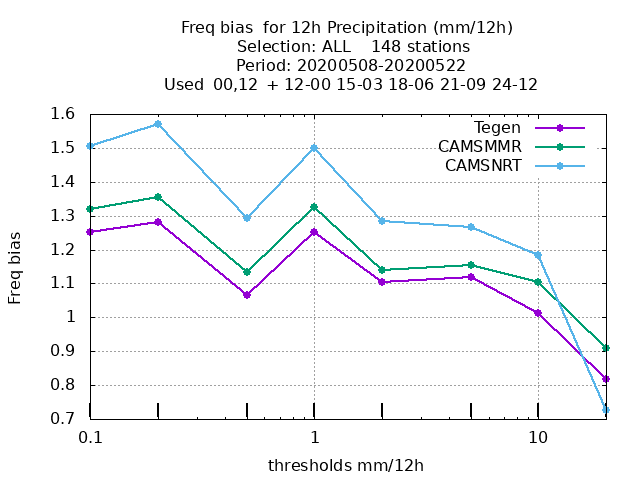 Freq bias  for 12h Precipitation (mm/12h)
Selection: ALL    148 stations
Period: 20200508-20200522
Used  00,12  + 12-00 15-03 18-06 21-09 24-12
Tegen
CAMSMMR
CAMSNRT
Freq bias
1.6
1.5
1.4
1.3
1.2
1.1
1
0.9
0.8
0.7
0.1
1
10
thresholds mm/12h